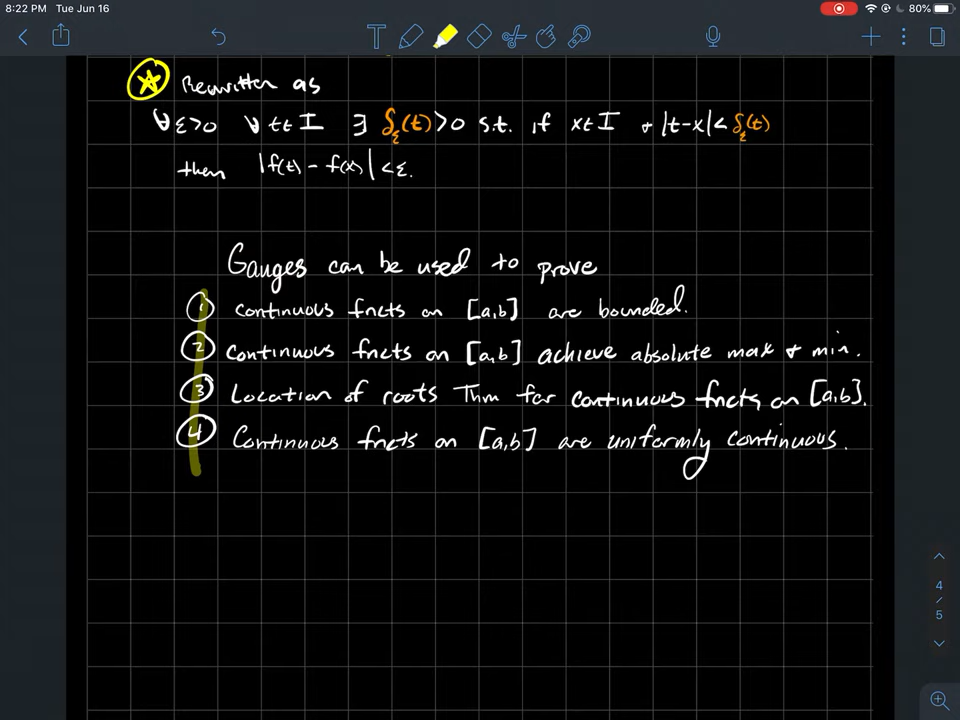 8:22 PM Tue Jun 16
80%
Rewritten as
∀ε>0 ∀t∈I ∃ δ_ε(t)>0 s.t. if x∈I + |t-x|< δ_ε(t)
then |f(t) - f(x)| <ε.
Gauges can be used to prove
1 continuous fncts on [a,b] are bounded.
2 continuous fncts on [a,b] achieve absolute max + min.
3 Location of roots Thm for continuous fncts on [a,b].
4 Continuous fncts on [a,b] are uniformly continuous.
4
/
5